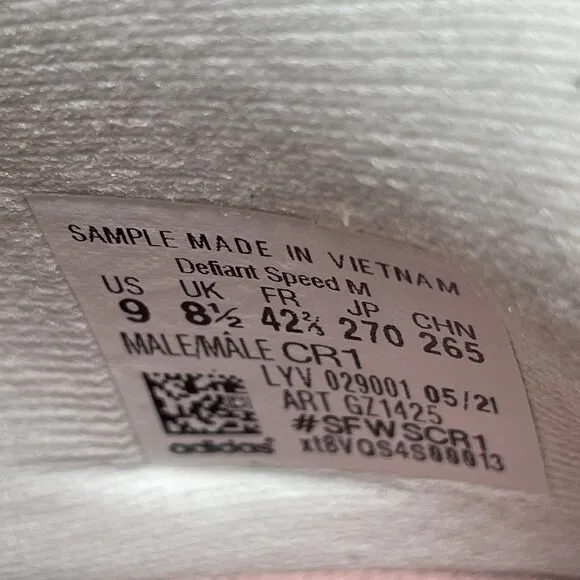 SAMPLE MADE IN VIETNAM
Defiant Speed M
US UK FR JP CHN
9 8½ 42⅔ 270 265
MALE/MÂLE CR1
LYV 029001 05/21
ART GZ1425
#SFWSCR1
adidas xt8VQS4S00013